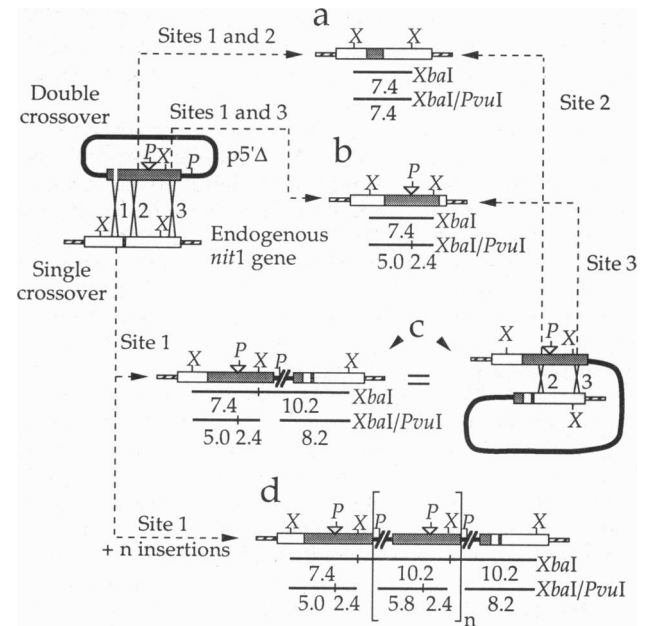 a
Sites 1 and 2
X X
XbaI
7.4
XbaI/PvuI
7.4
Double
crossover
Sites 1 and 3
Site 2
P X P
p5'Δ
b
P
X X
XbaI
7.4
XbaI/PvuI
5.0 2.4
1 2 3
X X
Endogenous
nit1 gene
Single
crossover
Site 3
Site 1
c
P
X X P X
XbaI
7.4 10.2
XbaI/PvuI
5.0 2.4 8.2
=
P
X X
2 3
X
d
Site 1
+ n insertions
P P
X X P X P X
XbaI
7.4 10.2 10.2
XbaI/PvuI
5.0 2.4 5.8 2.4 8.2
n